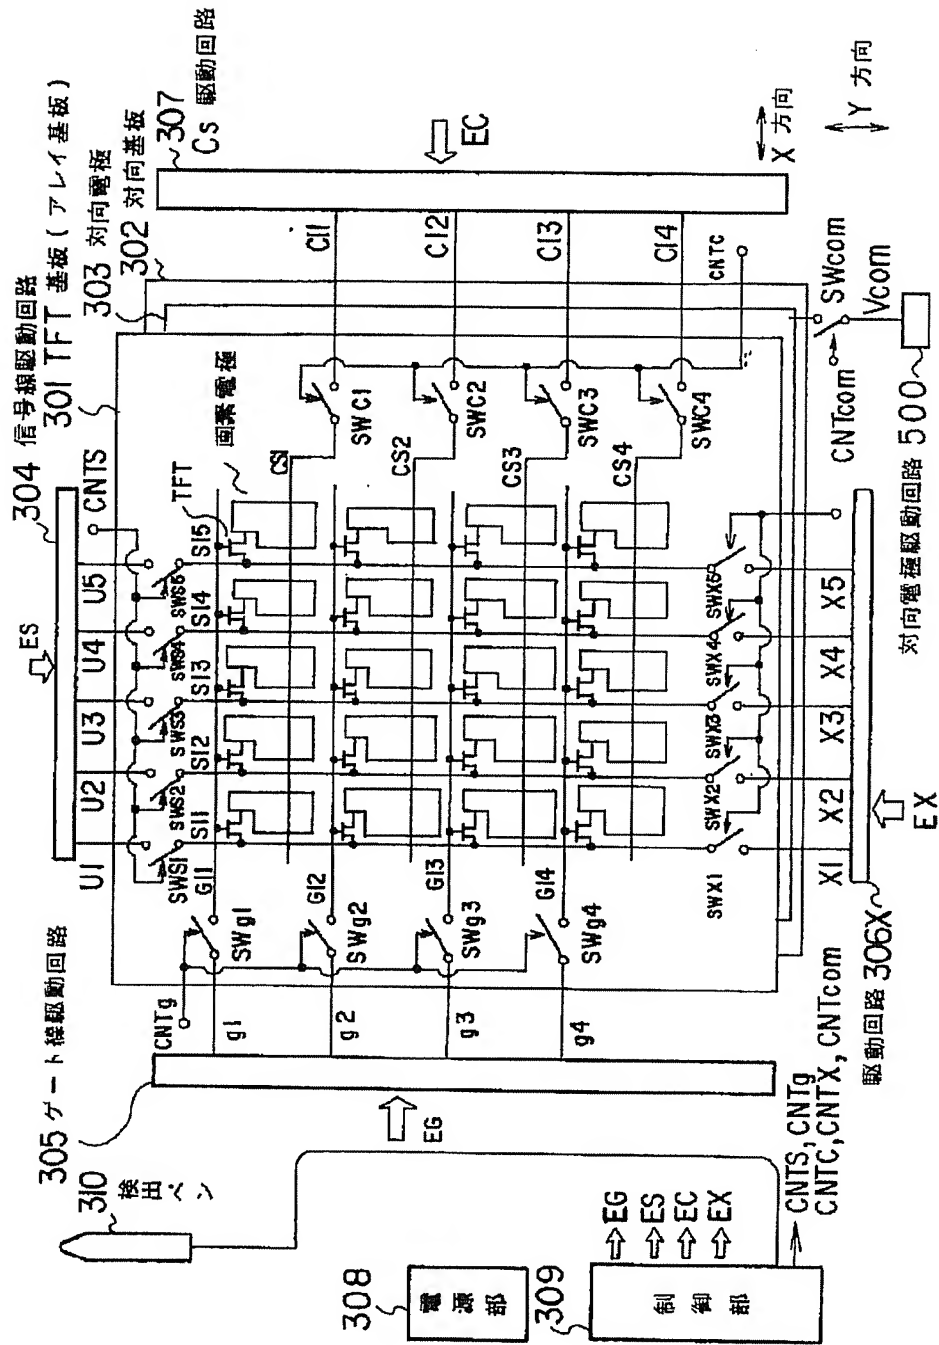 304 信号線駆動回路
301 TFT 基板(アレイ基板)
303 対向電極
302 対向基板
307
Cs 駆動回路
ES
U1
U2
U3
U4
U5
CNTS
SWS1
SWS2
SWS3
SWS4
SWS5
S11
S12
S13
S14
S15
TFT
画素電極
305 ゲート線駆動回路
CNTg
g1
g2
g3
g4
SWg1
SWg2
SWg3
SWg4
G11
G12
G13
G14
EG
CS1
CS2
CS3
CS4
SWC1
SWC2
SWC3
SWC4
C11
C12
C13
C14
CNTC
EC
X 方向
Y 方向
SWX1
SWX2
SWX3
SWX4
SWX5
X1
X2
X3
X4
X5
EX
駆動回路 306X
CNTcom
SWcom
Vcom
対向電極駆動回路 500
310
検出ペン
308
電源部
309
制御部
EG
ES
EC
EX
CNTS, CNTg
CNTC, CNTX, CNTcom